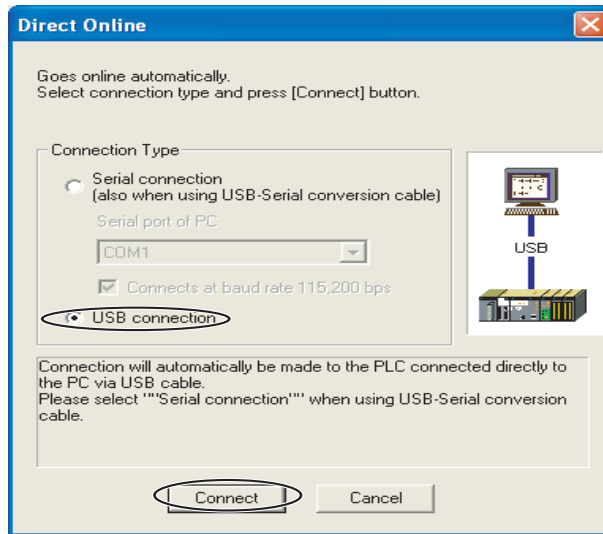 Direct Online
Goes online automatically.
Select connection type and press [Connect] button.
Connection Type
Serial connection
(also when using USB-Serial conversion cable)
Serial port of PC
COM1
Connects at baud rate 115,200 bps
USB connection
USB
Connection will automatically be made to the PLC connected directly to
the PC via USB cable.
Please select ""Serial connection"" when using USB-Serial conversion
cable.
Connect
Cancel